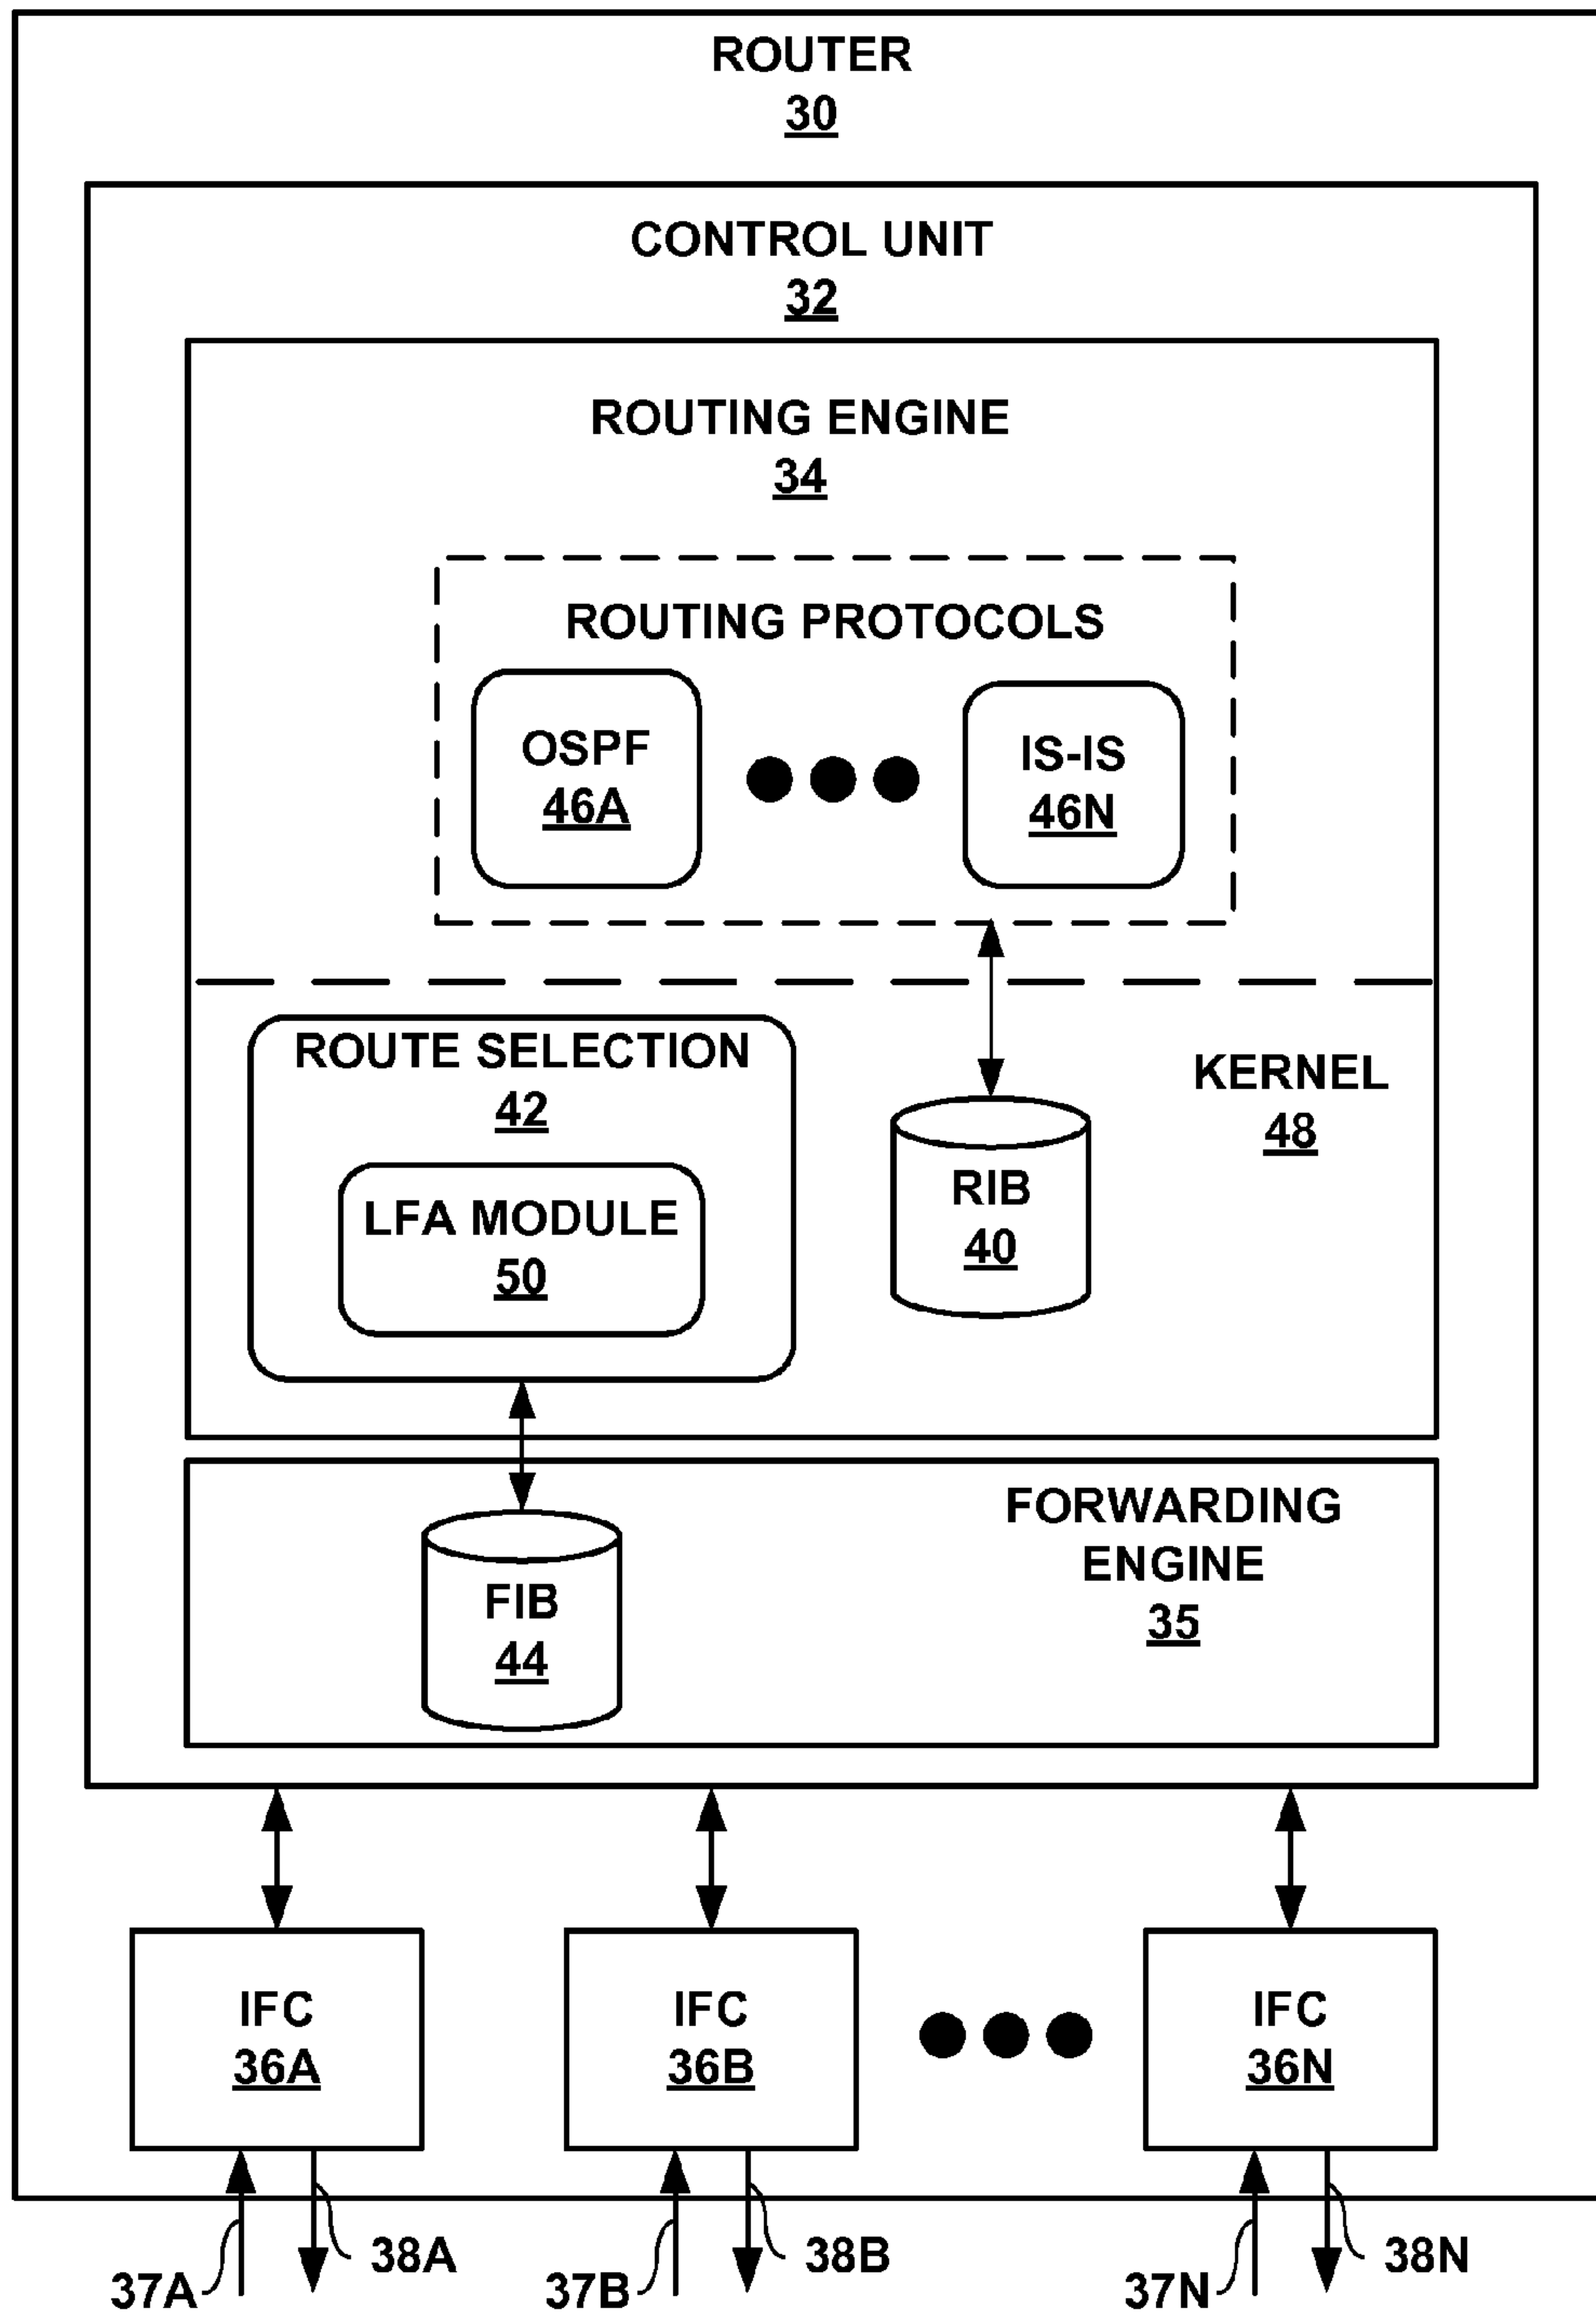 ROUTER
30
CONTROL UNIT
32
ROUTING ENGINE
34
ROUTING PROTOCOLS
OSPF
46A
IS-IS
46N
ROUTE SELECTION
42
LFA MODULE
50
RIB
40
KERNEL
48
FORWARDING
ENGINE
35
FIB
44
IFC
36A
IFC
36B
IFC
36N
37A
38A
37B
38B
37N
38N